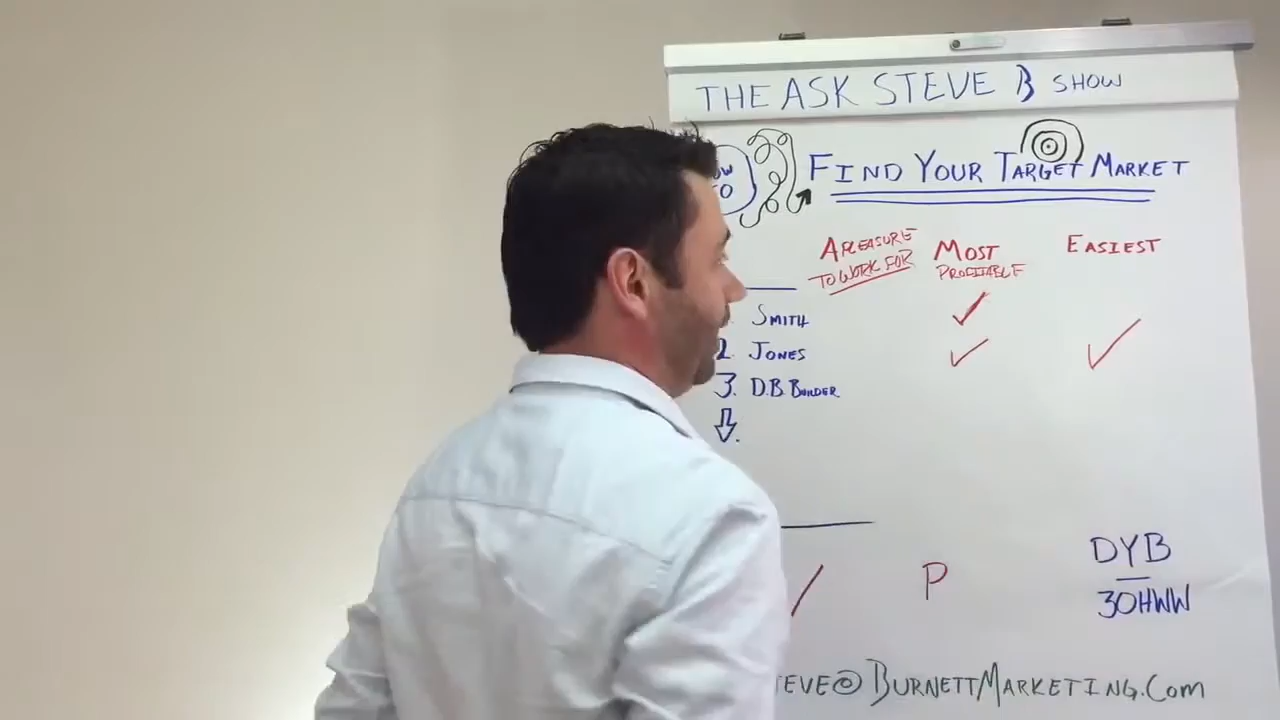 THE ASK STEVE B SHOW
FIND YOUR TARGET MARKET
A PLEASURE TO WORK FOR
MOST PROFITABLE
EASIEST
SMITH
2. JONES
3. D.B. BUILDER
P
DYB
30HWW
TEVE@BURNETTMARKETING.COM